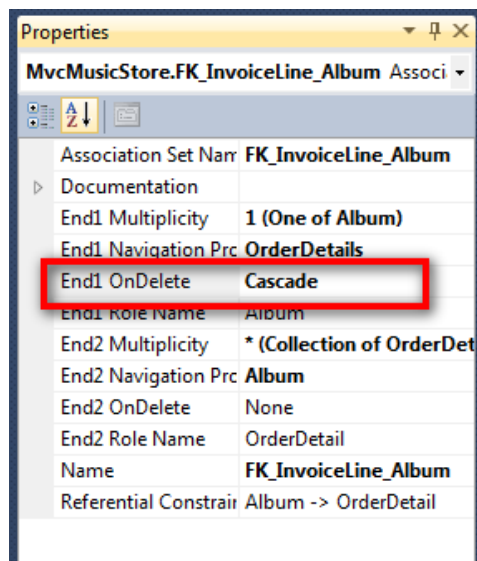 Properties
MvcMusicStore.FK_InvoiceLine_Album Associ
Association Set Nam FK_InvoiceLine_Album
Documentation
End1 Multiplicity 1 (One of Album)
End1 Navigation Prc OrderDetails
End1 OnDelete Cascade
End1 Role Name Album
End2 Multiplicity * (Collection of OrderDet
End2 Navigation Prc Album
End2 OnDelete None
End2 Role Name OrderDetail
Name FK_InvoiceLine_Album
Referential Constrair Album -> OrderDetail